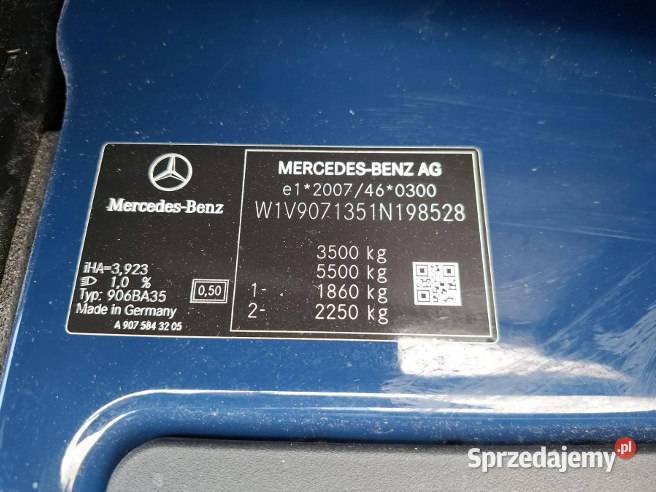 Mercedes-Benz
iHA=3,923
1,0 %
Typ: 906BA35
Made in Germany
A 907 584 32 05
0,50
MERCEDES-BENZ AG
e1*2007/46*0300
W1V9071351N198528
3500 kg
5500 kg
1- 1860 kg
2- 2250 kg
Sprzedajemy.pl